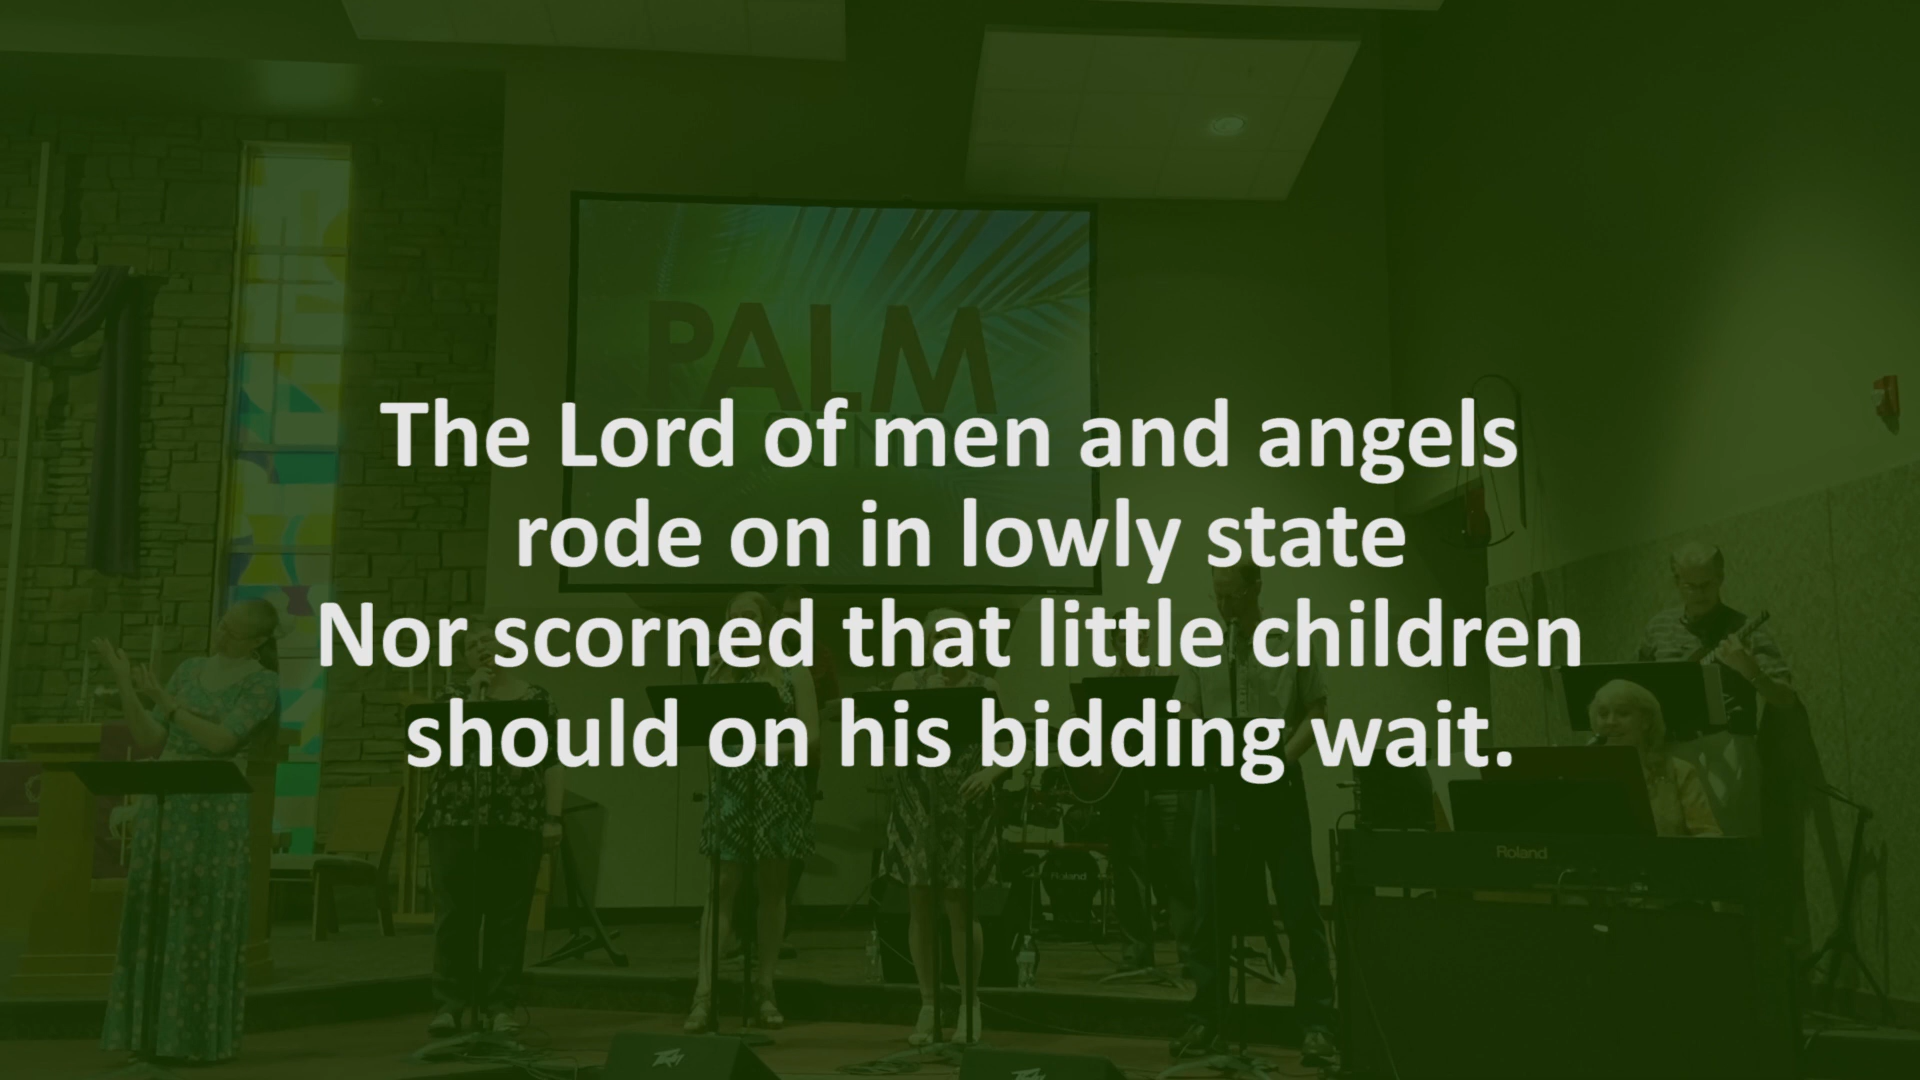 PALM
The Lord of men and angels
rode on in lowly state
Nor scorned that little children
should on his bidding wait.
Roland
Roland